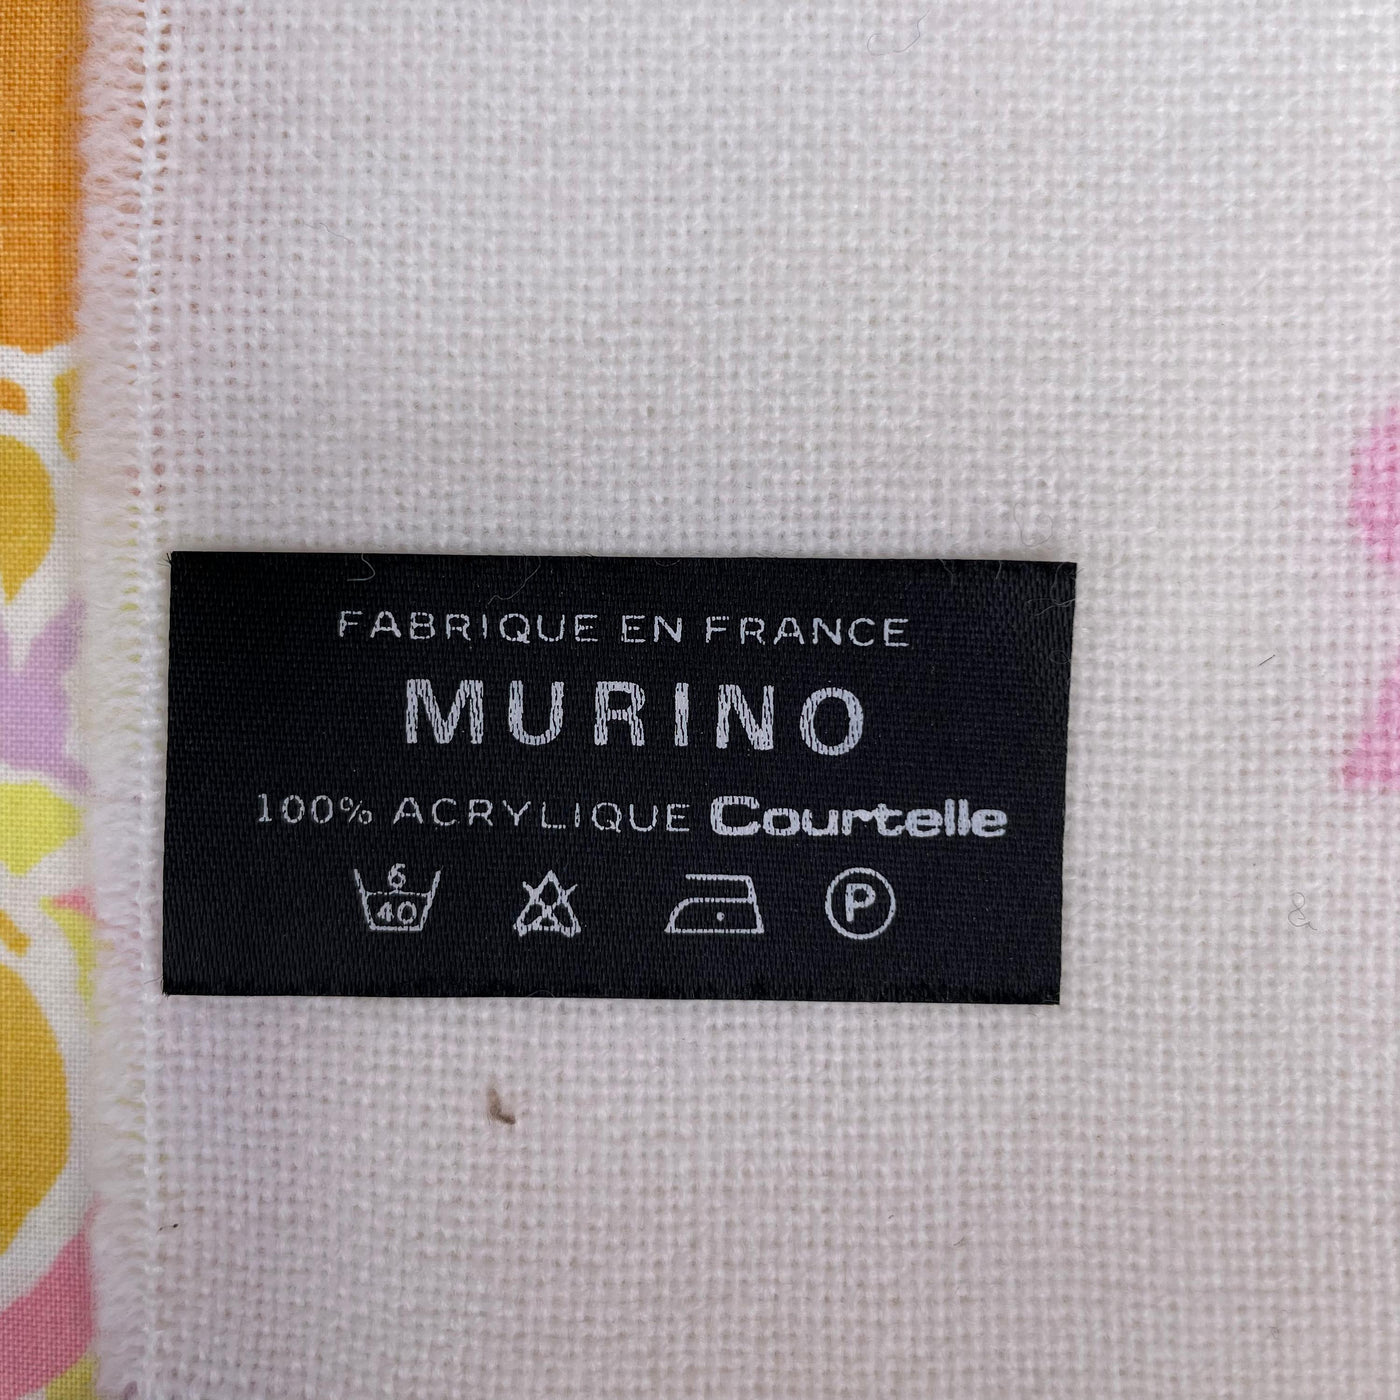 FABRIQUE EN FRANCE
MURINO
100% ACRYLIQUE Courtelle
6
40
P